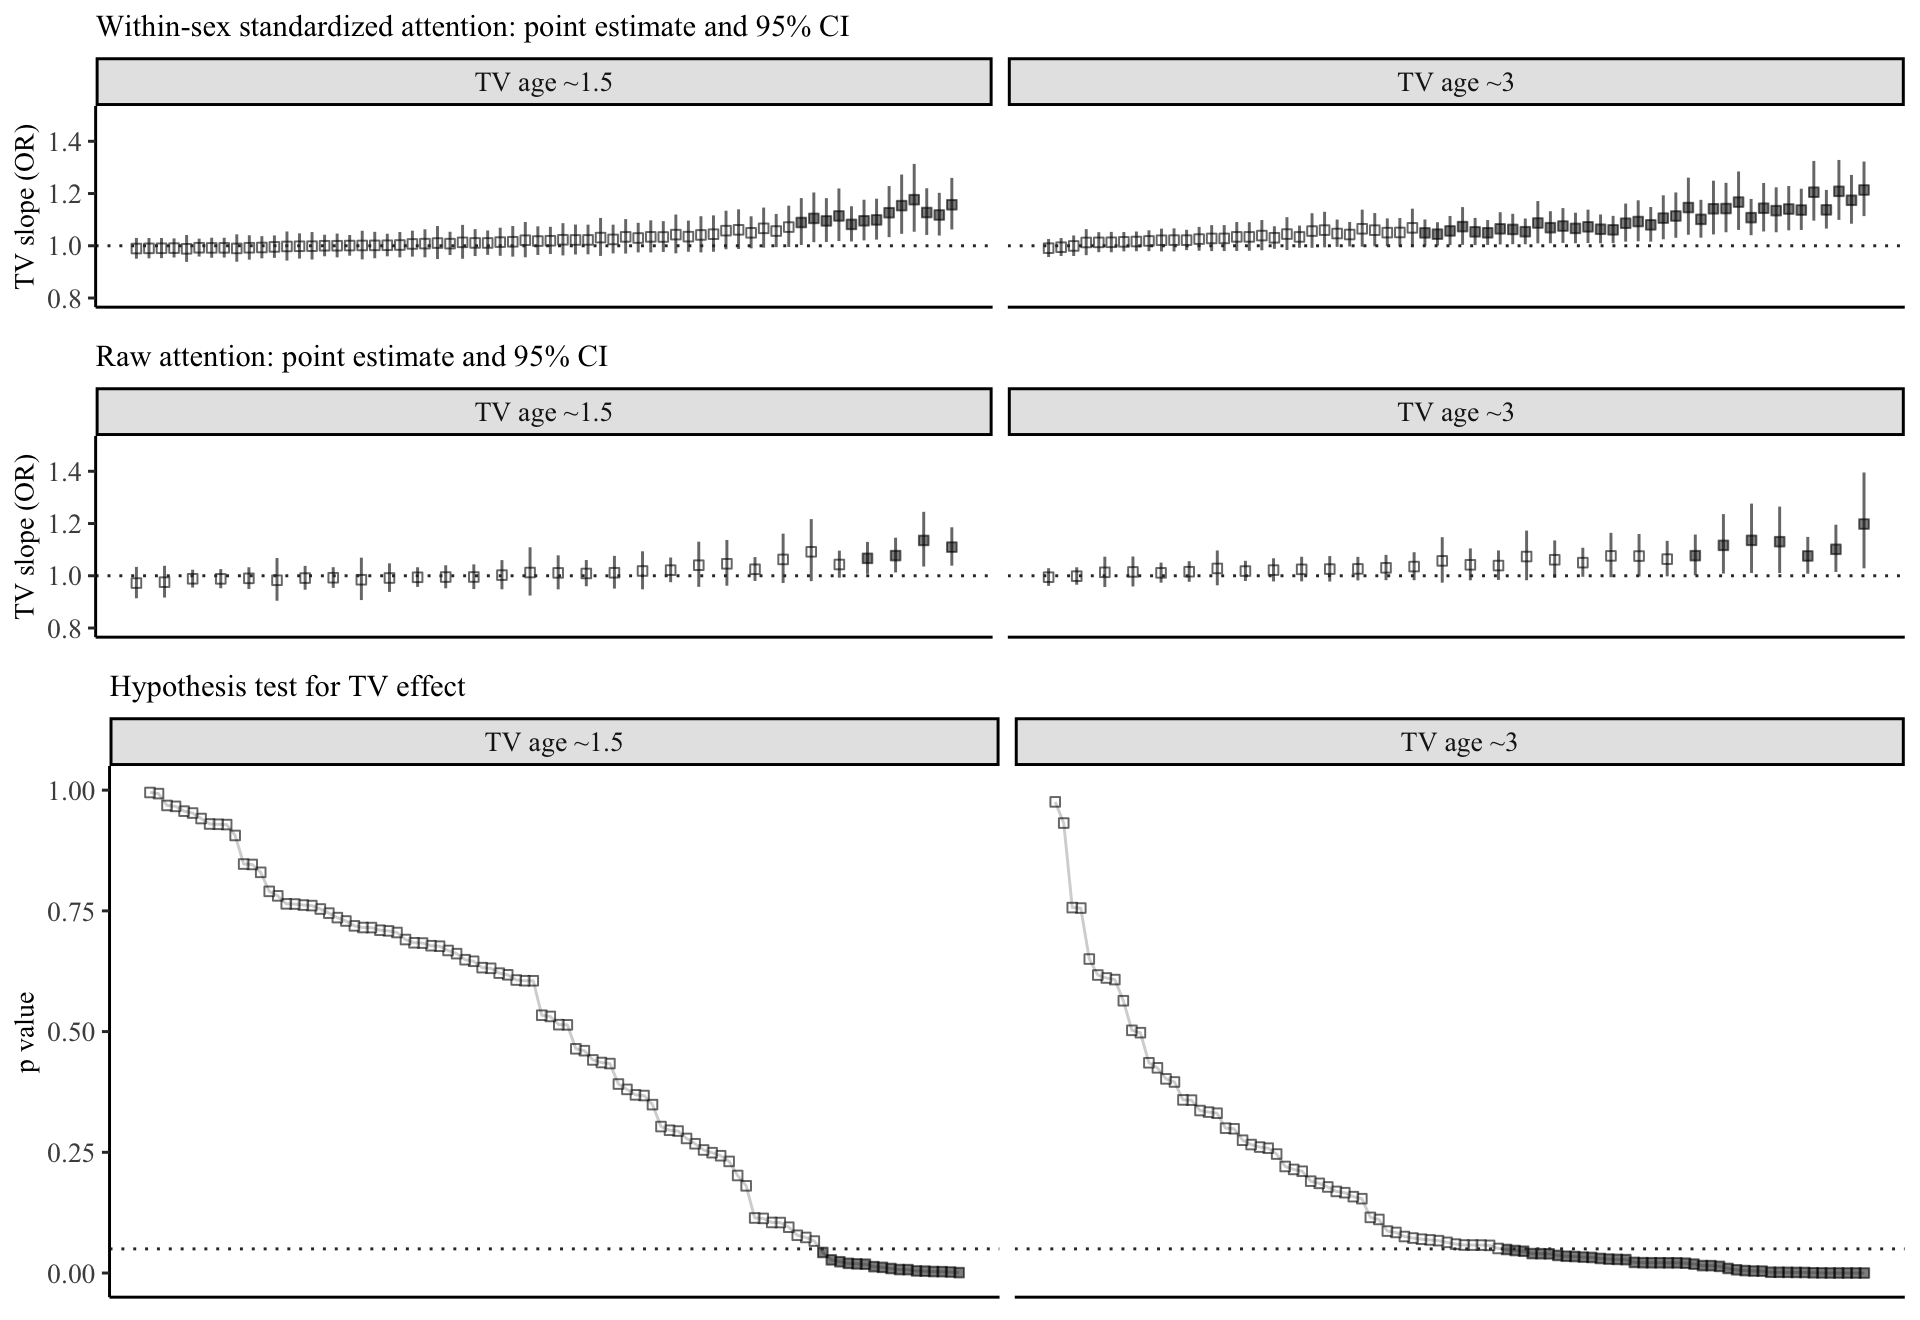 Within-sex standardized attention: point estimate and 95% CI
TV age ~1.5
TV age ~3
TV slope (OR)
1.4
1.2
1.0
0.8
Raw attention: point estimate and 95% CI
TV age ~1.5
TV age ~3
TV slope (OR)
1.4
1.2
1.0
0.8
Hypothesis test for TV effect
TV age ~1.5
TV age ~3
p value
1.00
0.75
0.50
0.25
0.00